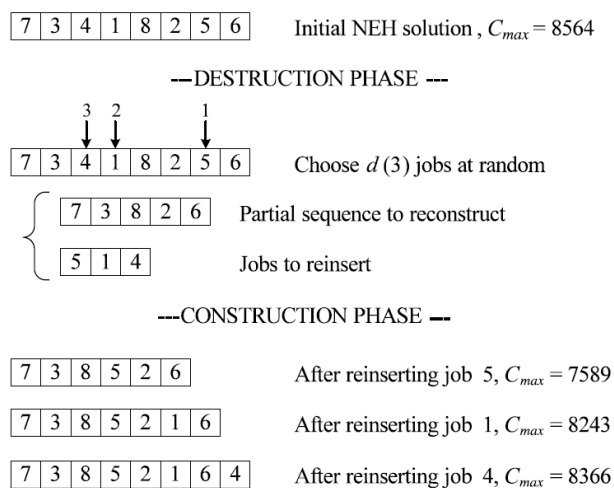 7 3 4 1 8 2 5 6 Initial NEH solution , Cmax = 8564
---DESTRUCTION PHASE ---
3 2 1
7 3 4 1 8 2 5 6 Choose d (3) jobs at random
7 3 8 2 6 Partial sequence to reconstruct
5 1 4 Jobs to reinsert
---CONSTRUCTION PHASE ---
7 3 8 5 2 6 After reinserting job 5, Cmax = 7589
7 3 8 5 2 1 6 After reinserting job 1, Cmax = 8243
7 3 8 5 2 1 6 4 After reinserting job 4, Cmax = 8366